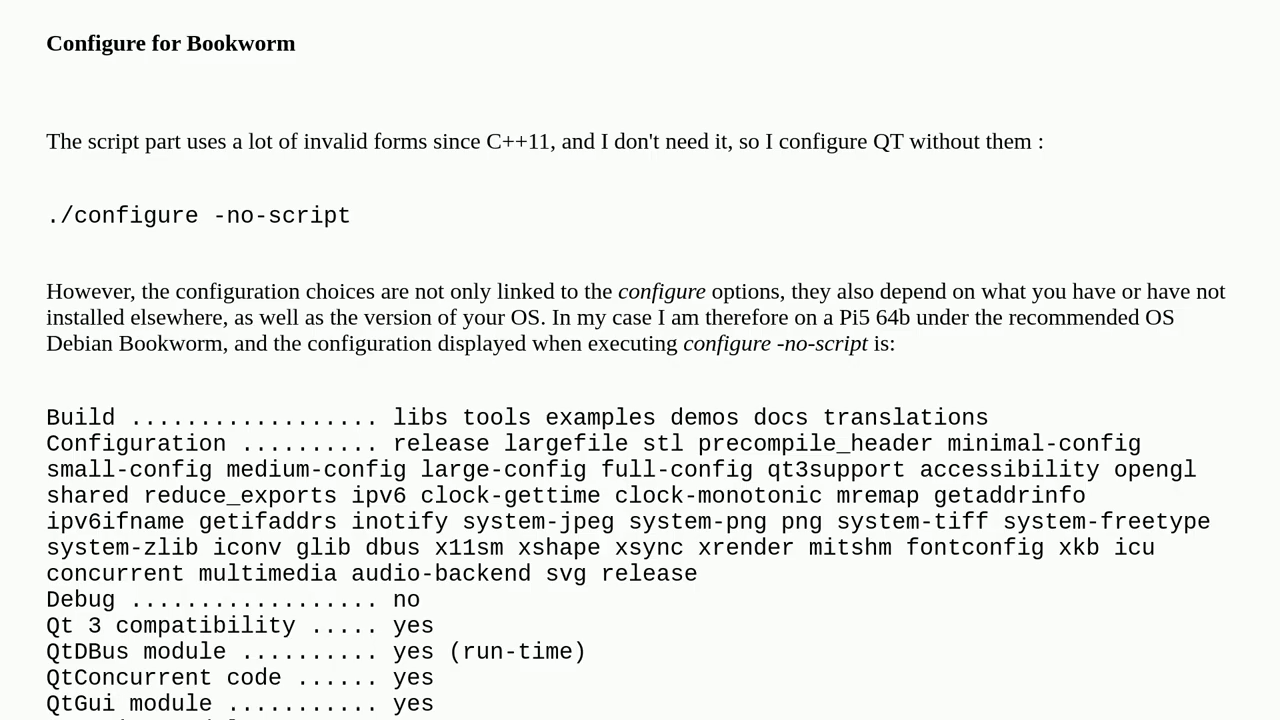 Configure for Bookworm
The script part uses a lot of invalid forms since C++11, and I don't need it, so I configure QT without them :
./configure -no-script
However, the configuration choices are not only linked to the configure options, they also depend on what you have or have not
installed elsewhere, as well as the version of your OS. In my case I am therefore on a Pi5 64b under the recommended OS
Debian Bookworm, and the configuration displayed when executing configure -no-script is:
Build .................. libs tools examples demos docs translations
Configuration .......... release largefile stl precompile_header minimal-config
small-config medium-config large-config full-config qt3support accessibility opengl
shared reduce_exports ipv6 clock-gettime clock-monotonic mremap getaddrinfo
ipv6ifname getifaddrs inotify system-jpeg system-png png system-tiff system-freetype
system-zlib iconv glib dbus x11sm xshape xsync xrender mitshm fontconfig xkb icu
concurrent multimedia audio-backend svg release
Debug .................. no
Qt 3 compatibility ..... yes
QtDBus module .......... yes (run-time)
QtConcurrent code ...... yes
QtGui module ........... yes